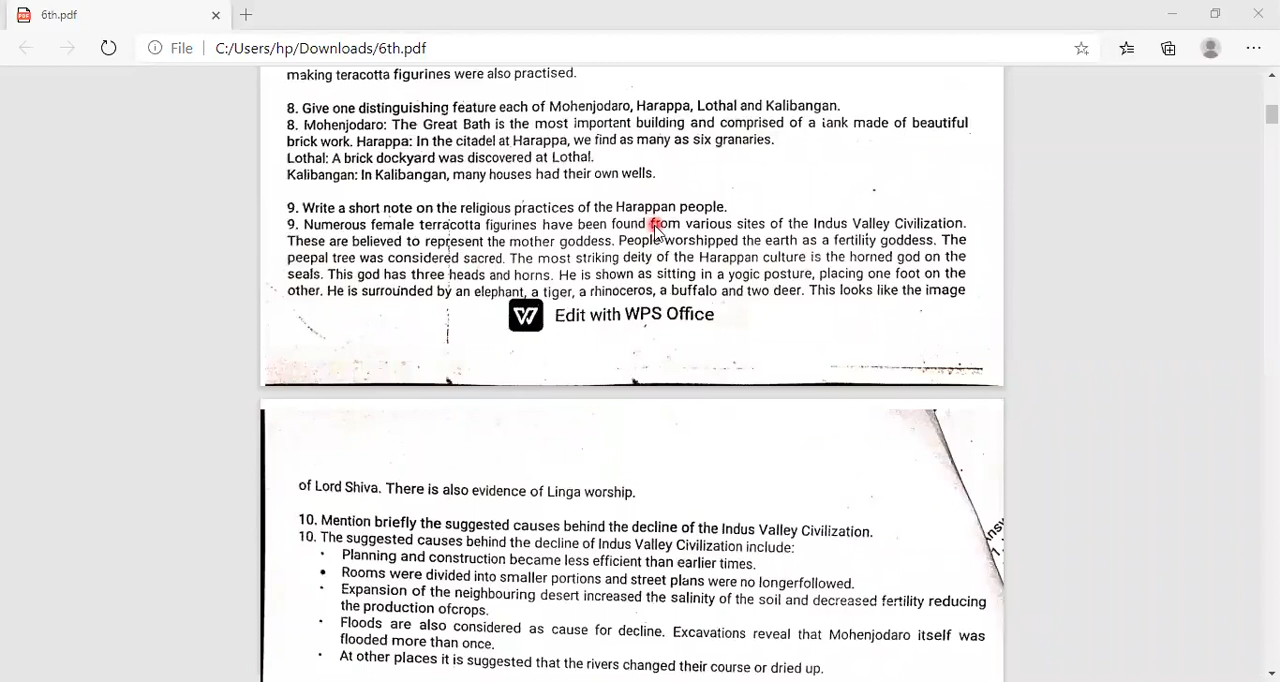 6th.pdf
File C:/Users/hp/Downloads/6th.pdf
making teracotta figurines were also practised.
8. Give one distinguishing feature each of Mohenjodaro, Harappa, Lothal and Kalibangan.
8. Mohenjodaro: The Great Bath is the most important building and comprised of a tank made of beautiful
brick work. Harappa: In the citadel at Harappa, we find as many as six granaries.
Lothal: A brick dockyard was discovered at Lothal.
Kalibangan: In Kalibangan, many houses had their own wells.
9. Write a short note on the religious practices of the Harappan people.
9. Numerous female terracotta figurines have been found from various sites of the Indus Valley Civilization.
These are believed to represent the mother goddess. People worshipped the earth as a fertility goddess. The
peepal tree was considered sacred. The most striking deity of the Harappan culture is the horned god on the
seals. This god has three heads and horns. He is shown as sitting in a yogic posture, placing one foot on the
other. He is surrounded by an elephant, a tiger, a rhinoceros, a buffalo and two deer. This looks like the image
Edit with WPS Office
of Lord Shiva. There is also evidence of Linga worship.
10. Mention briefly the suggested causes behind the decline of the Indus Valley Civilization.
10. The suggested causes behind the decline of Indus Valley Civilization include:
• Planning and construction became less efficient than earlier times.
• Rooms were divided into smaller portions and street plans were no longerfollowed.
• Expansion of the neighbouring desert increased the salinity of the soil and decreased fertility reducing
the production ofcrops.
• Floods are also considered as cause for decline. Excavations reveal that Mohenjodaro itself was
flooded more than once.
• At other places it is suggested that the rivers changed their course or dried up.